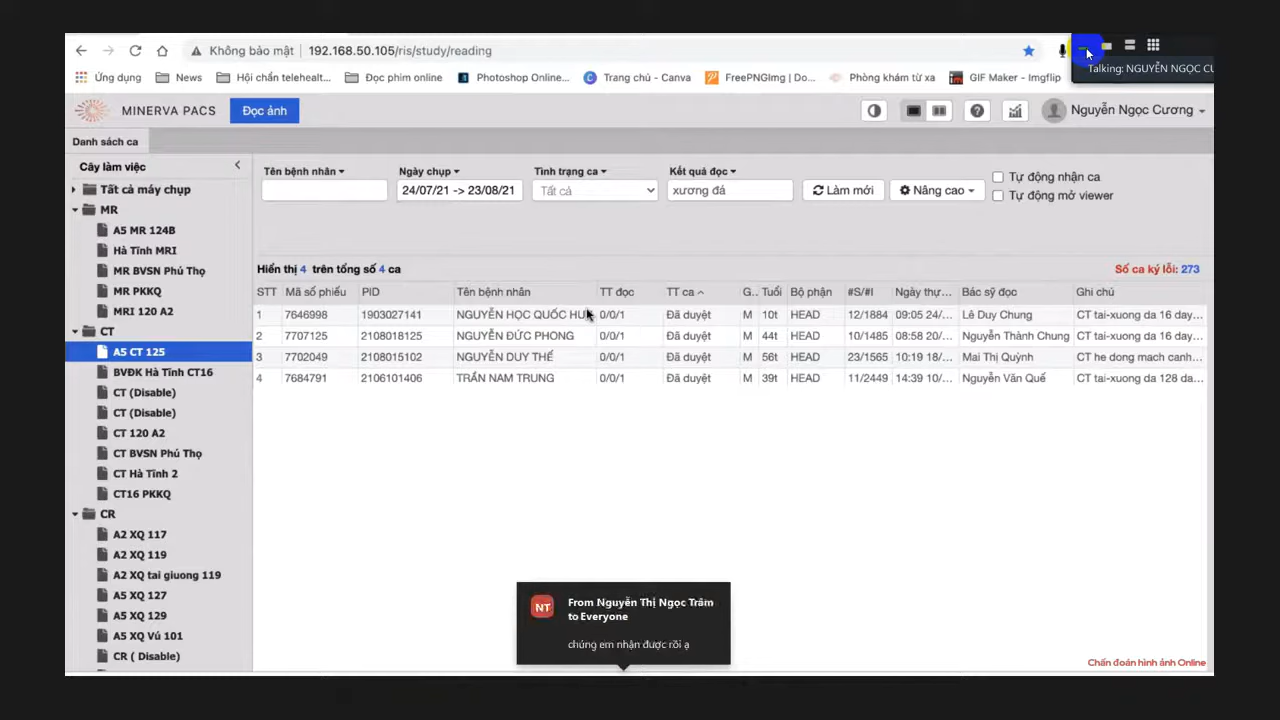 Không bảo mật | 192.168.50.105/ris/study/reading
Talking: NGUYỄN NGỌC CƯ
Ứng dụng News Hội chẩn telehealt... Đọc phim online Photoshop Online... Trang chủ - Canva FreePNGImg | Do... Phòng khám từ xa GIF Maker - Imgflip
MINERVA PACS Đọc ảnh Nguyễn Ngọc Cương
Danh sách ca
Cây làm việc
Tất cả máy chụp
MR
A5 MR 124B
Hà Tĩnh MRI
MR BVSN Phú Thọ
MR PKKQ
MRI 120 A2
CT
A5 CT 125
BVĐK Hà Tĩnh CT16
CT (Disable)
CT (Disable)
CT 120 A2
CT BVSN Phú Thọ
CT Hà Tĩnh 2
CT16 PKKQ
CR
A2 XQ 117
A2 XQ 119
A2 XQ tai giuong 119
A5 XQ 127
A5 XQ 129
A5 XQ Vú 101
CR ( Disable)
Tên bệnh nhân Ngày chụp Tình trạng ca Kết quả đọc
24/07/21 -> 23/08/21 Tất cả xương đá Làm mới Nâng cao
Tự động nhận ca
Tự động mở viewer
Hiển thị 4 trên tổng số 4 ca Số ca ký lỗi: 273
STT Mã số phiếu PID Tên bệnh nhân TT đọc TT ca G.. Tuổi Bộ phận #S/#I Ngày thự... Bác sỹ đọc Ghi chú
1 7646998 1903027141 NGUYỄN HỌC QUỐC HU 0/0/1 Đã duyệt M 10t HEAD 12/1884 09:05 24/... Lê Duy Chung CT tai-xuong da 16 day...
2 7707125 2108018125 NGUYỄN ĐỨC PHONG 0/0/1 Đã duyệt M 44t HEAD 10/1485 08:58 20/... Nguyễn Thành Chung CT tai-xuong da 16 day...
3 7702049 2108015102 NGUYỄN DUY THẾ 0/0/1 Đã duyệt M 56t HEAD 23/1565 10:19 18/... Mai Thị Quỳnh CT he dong mach canh...
4 7684791 2106101406 TRẦN NAM TRUNG 0/0/1 Đã duyệt M 39t HEAD 11/2449 14:39 10/... Nguyễn Văn Quế CT tai-xuong da 128 da...
NT
From Nguyễn Thị Ngọc Trâm
to Everyone
chúng em nhận được rồi ạ
Chẩn đoán hình ảnh Online